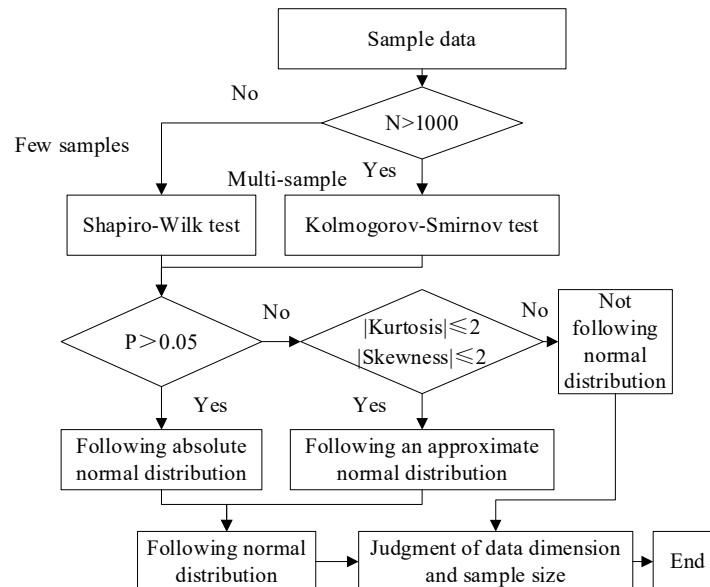 Sample data
No
N>1000
Few samples
Yes
Multi-sample
Shapiro-Wilk test
Kolmogorov-Smirnov test
P>0.05
No
|Kurtosis|≤2
|Skewness|≤2
No
Not
following
normal
distribution
Yes
Yes
Following absolute
normal distribution
Following an approximate
normal distribution
Following normal
distribution
Judgment of data dimension
and sample size
End